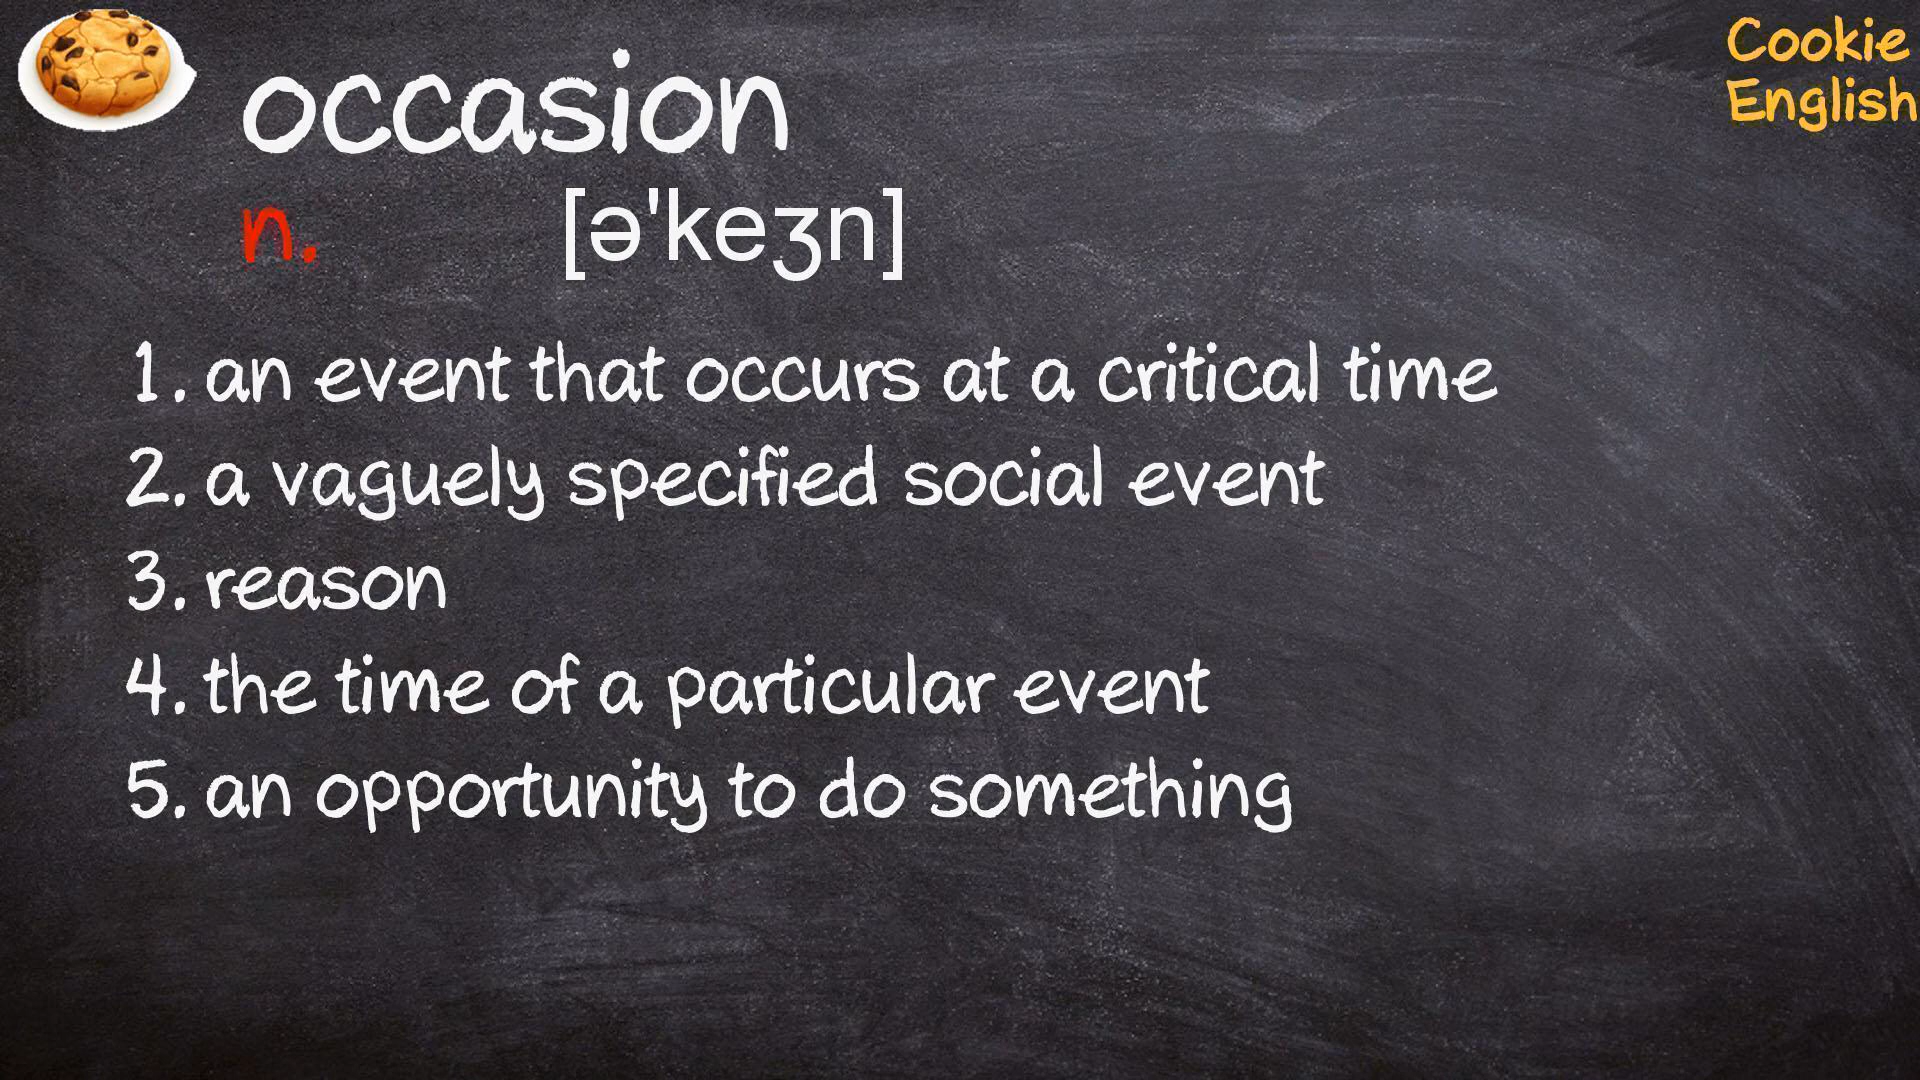 occasion
Cookie
English
n. [ə'keʒn]
1. an event that occurs at a critical time
2. a vaguely specified social event
3. reason
4. the time of a particular event
5. an opportunity to do something